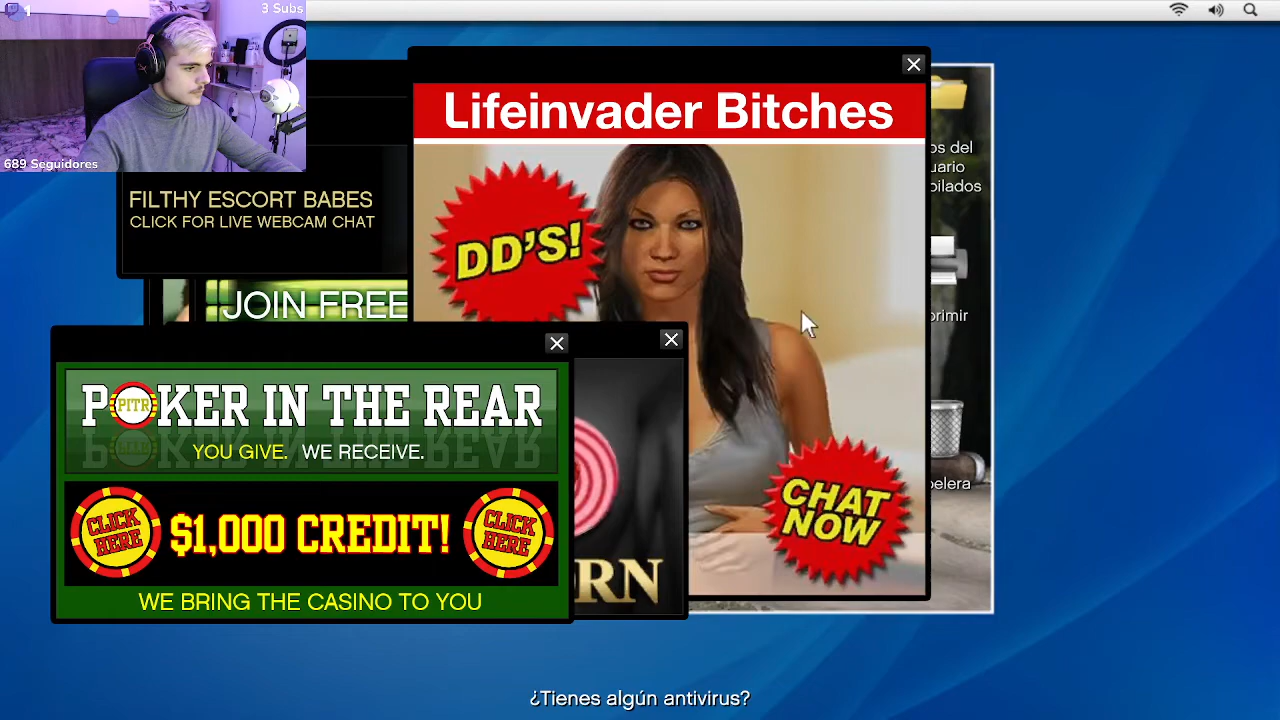 1
3 Subs
689 Seguidores
Lifeinvader Bitches
FILTHY ESCORT BABES
CLICK FOR LIVE WEBCAM CHAT
DD'S!
JOIN FREE
POKER IN THE REAR
PITR
YOU GIVE. WE RECEIVE.
CLICK
HERE
$1,000 CREDIT!
CLICK
HERE
WE BRING THE CASINO TO YOU
RN
CHAT
NOW
os del
uario
pilados
primir
pelera
¿Tienes algún antivirus?